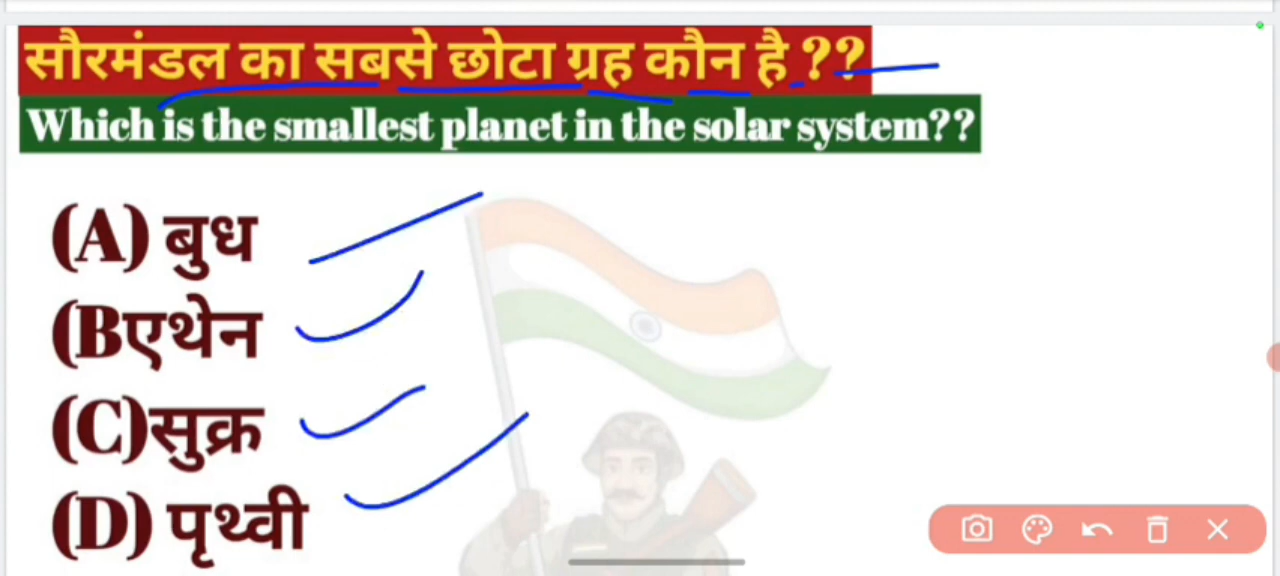 सौरमंडल का सबसे छोटा ग्रह कौन है ??
Which is the smallest planet in the solar system??
(A) बुध
(Bएथेन
(C)सुक्र
(D) पृथ्वी